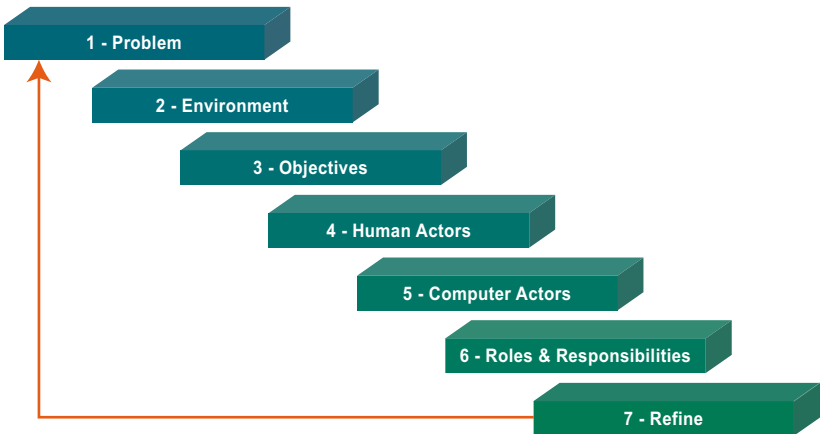 1 - Problem
2 - Environment
3 - Objectives
4 - Human Actors
5 - Computer Actors
6 - Roles & Responsibilities
7 - Refine